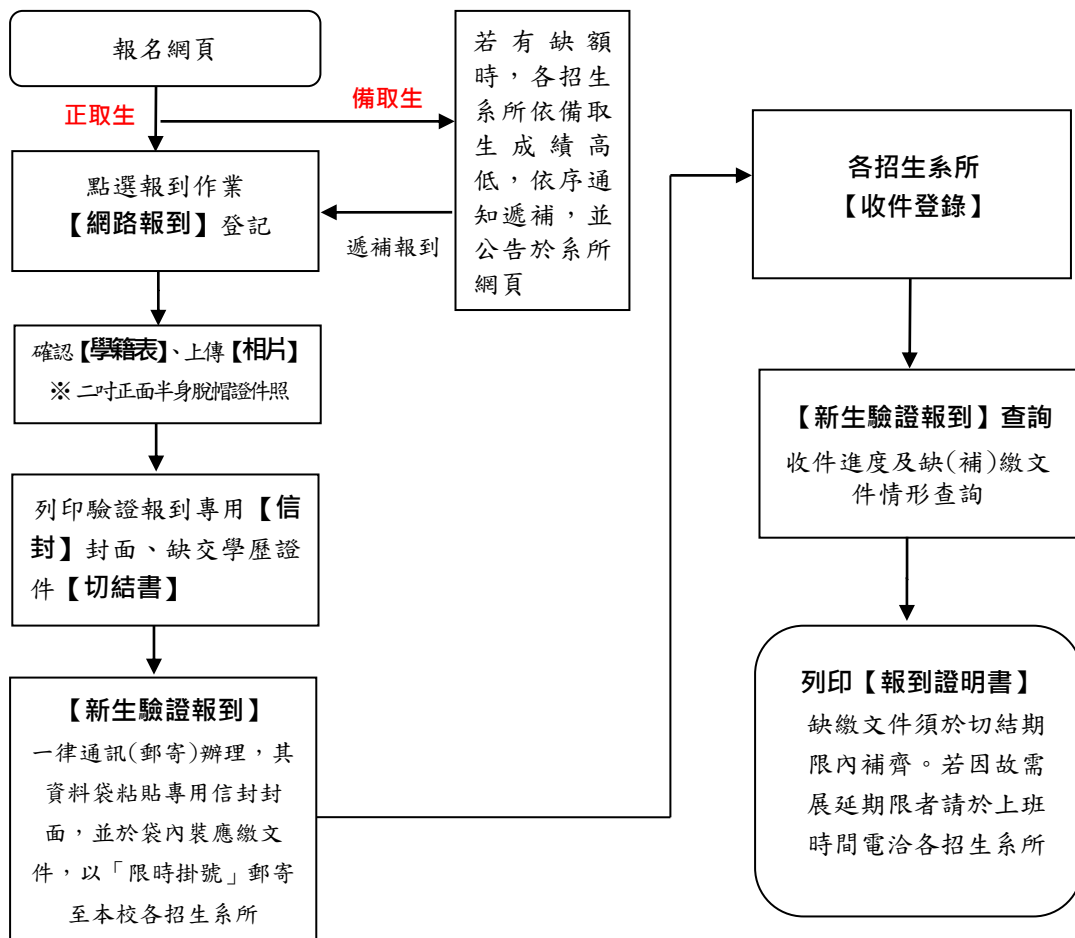 報名網頁
正取生
備取生
若有缺額
時，各招生
系所依備取
生成績高
低，依序通
知遞補，並
公告於系所
網頁
點選報到作業
【網路報到】登記
遞補報到
確認【學籍表】、上傳【相片】
※ 二吋正面半身脫帽證件照
列印驗證報到專用【信
封】封面、缺交學歷證
件【切結書】
【新生驗證報到】
一律通訊(郵寄)辦理，其
資料袋粘貼專用信封封
面，並於袋內裝應繳文
件，以「限時掛號」郵寄
至本校各招生系所
各招生系所
【收件登錄】
【新生驗證報到】查詢
收件進度及缺(補)繳文
件情形查詢
列印【報到證明書】
缺繳文件須於切結期
限內補齊。若因故需
展延期限者請於上班
時間電洽各招生系所